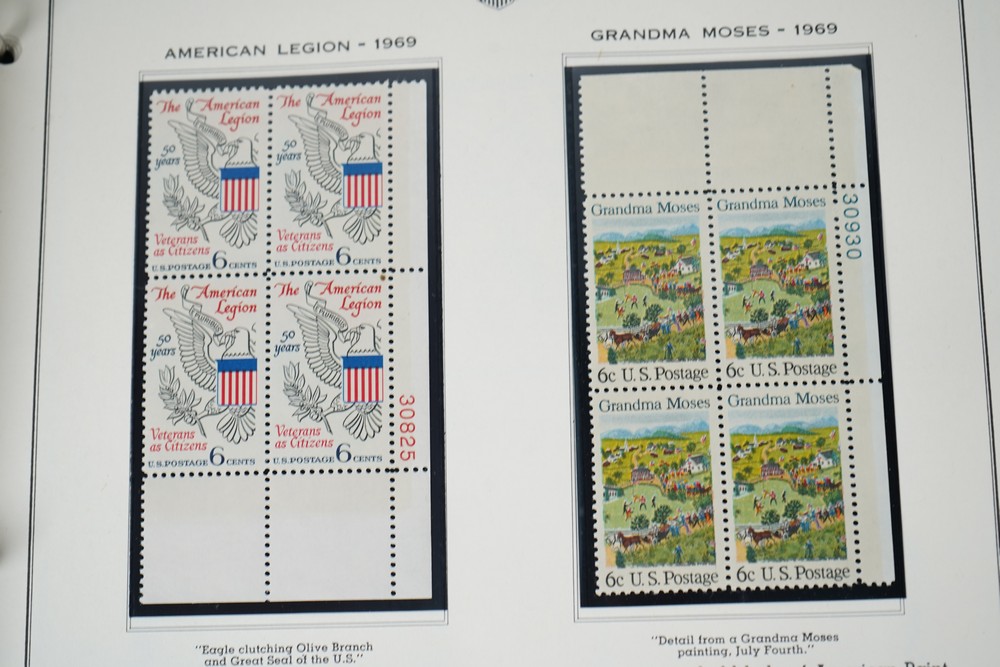 AMERICAN LEGION - 1969
The American
Legion
50
years
Veterans
as Citizens
U.S. POSTAGE 6 CENTS
The American
Legion
50
years
Veterans
as Citizens
U.S. POSTAGE 6 CENTS
The American
Legion
50
years
Veterans
as Citizens
U.S. POSTAGE 6 CENTS
The American
Legion
50
years
Veterans
as Citizens
U.S. POSTAGE 6 CENTS
30825
"Eagle clutching Olive Branch
and Great Seal of the U.S."
GRANDMA MOSES - 1969
Grandma Moses
6c U.S. Postage
Grandma Moses
6c U.S. Postage
30930
Grandma Moses
6c U.S. Postage
Grandma Moses
6c U.S. Postage
"Detail from a Grandma Moses
painting, July Fourth."